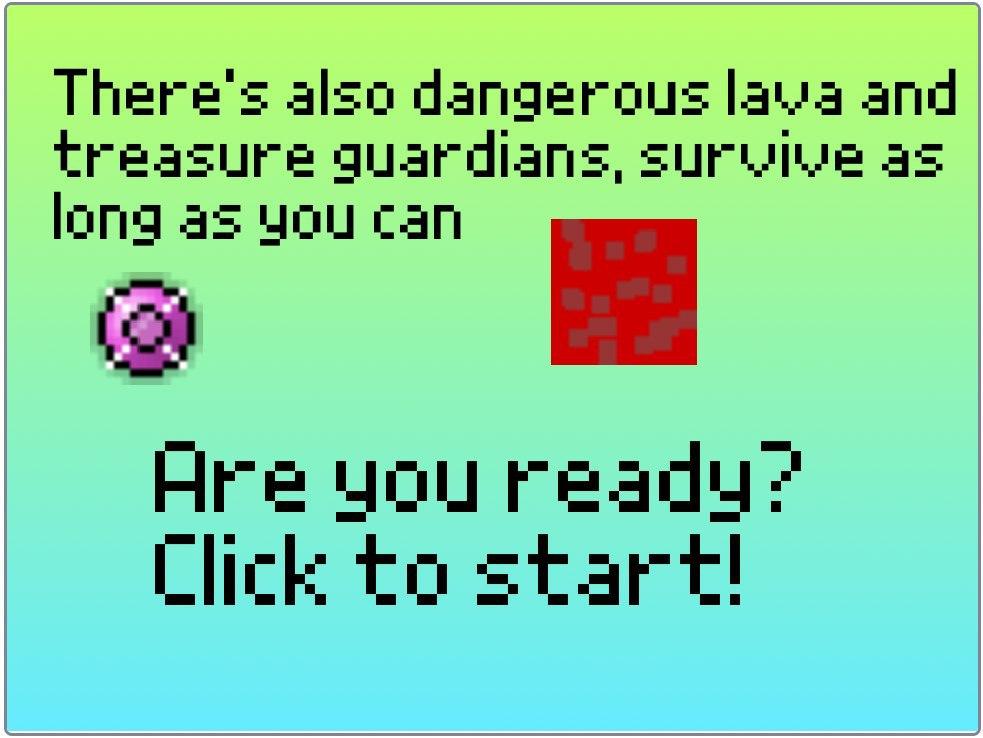 There's also dangerous lava and
treasure guardians, survive as
long as you can
Are you ready?
Click to start!